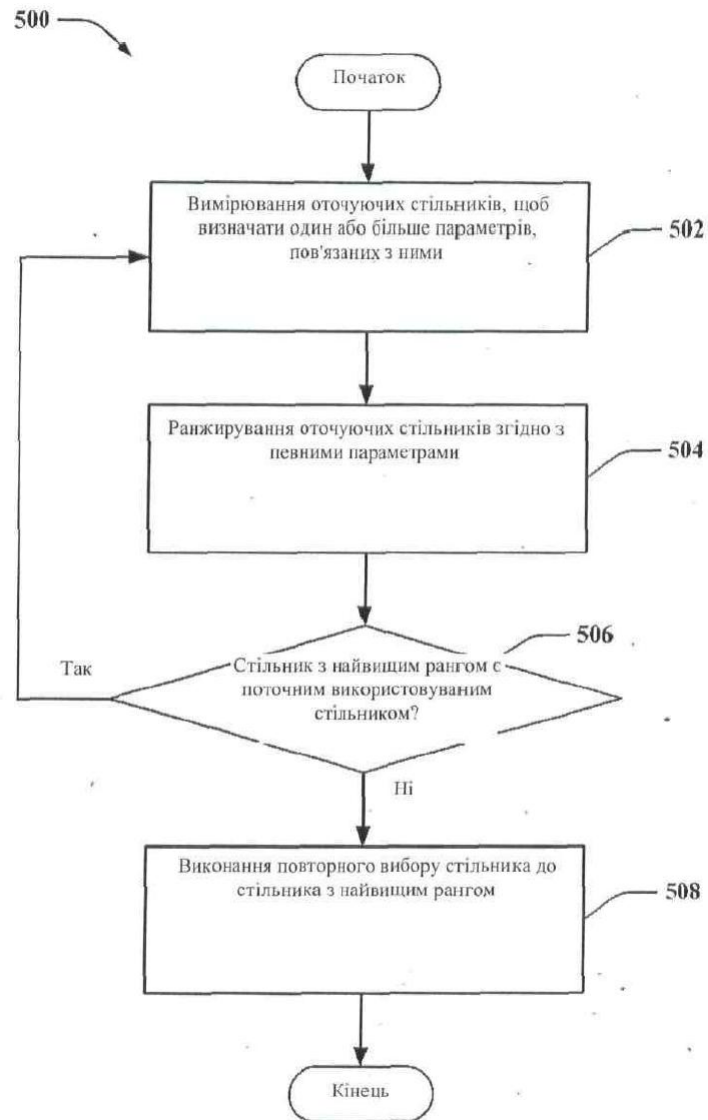 500
Початок
Вимірювання оточуючих стільників, щоб
визначати один або більше параметрів,
пов'язаних з ними
502
Ранжирування оточуючих стільників згідно з
певними параметрами
504
506
Стільник з найвищим рангом є
поточним використовуваним
стільником?
Так
Ні
Виконання повторного вибору стільника до
стільника з найвищим рангом
508
Кінець